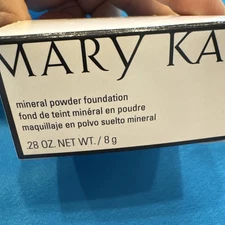 MARY KA
mineral powder foundation
fond de teint minéral en poudre
maquillaje en polvo suelto mineral
.28 OZ. NET WT. / 8 g